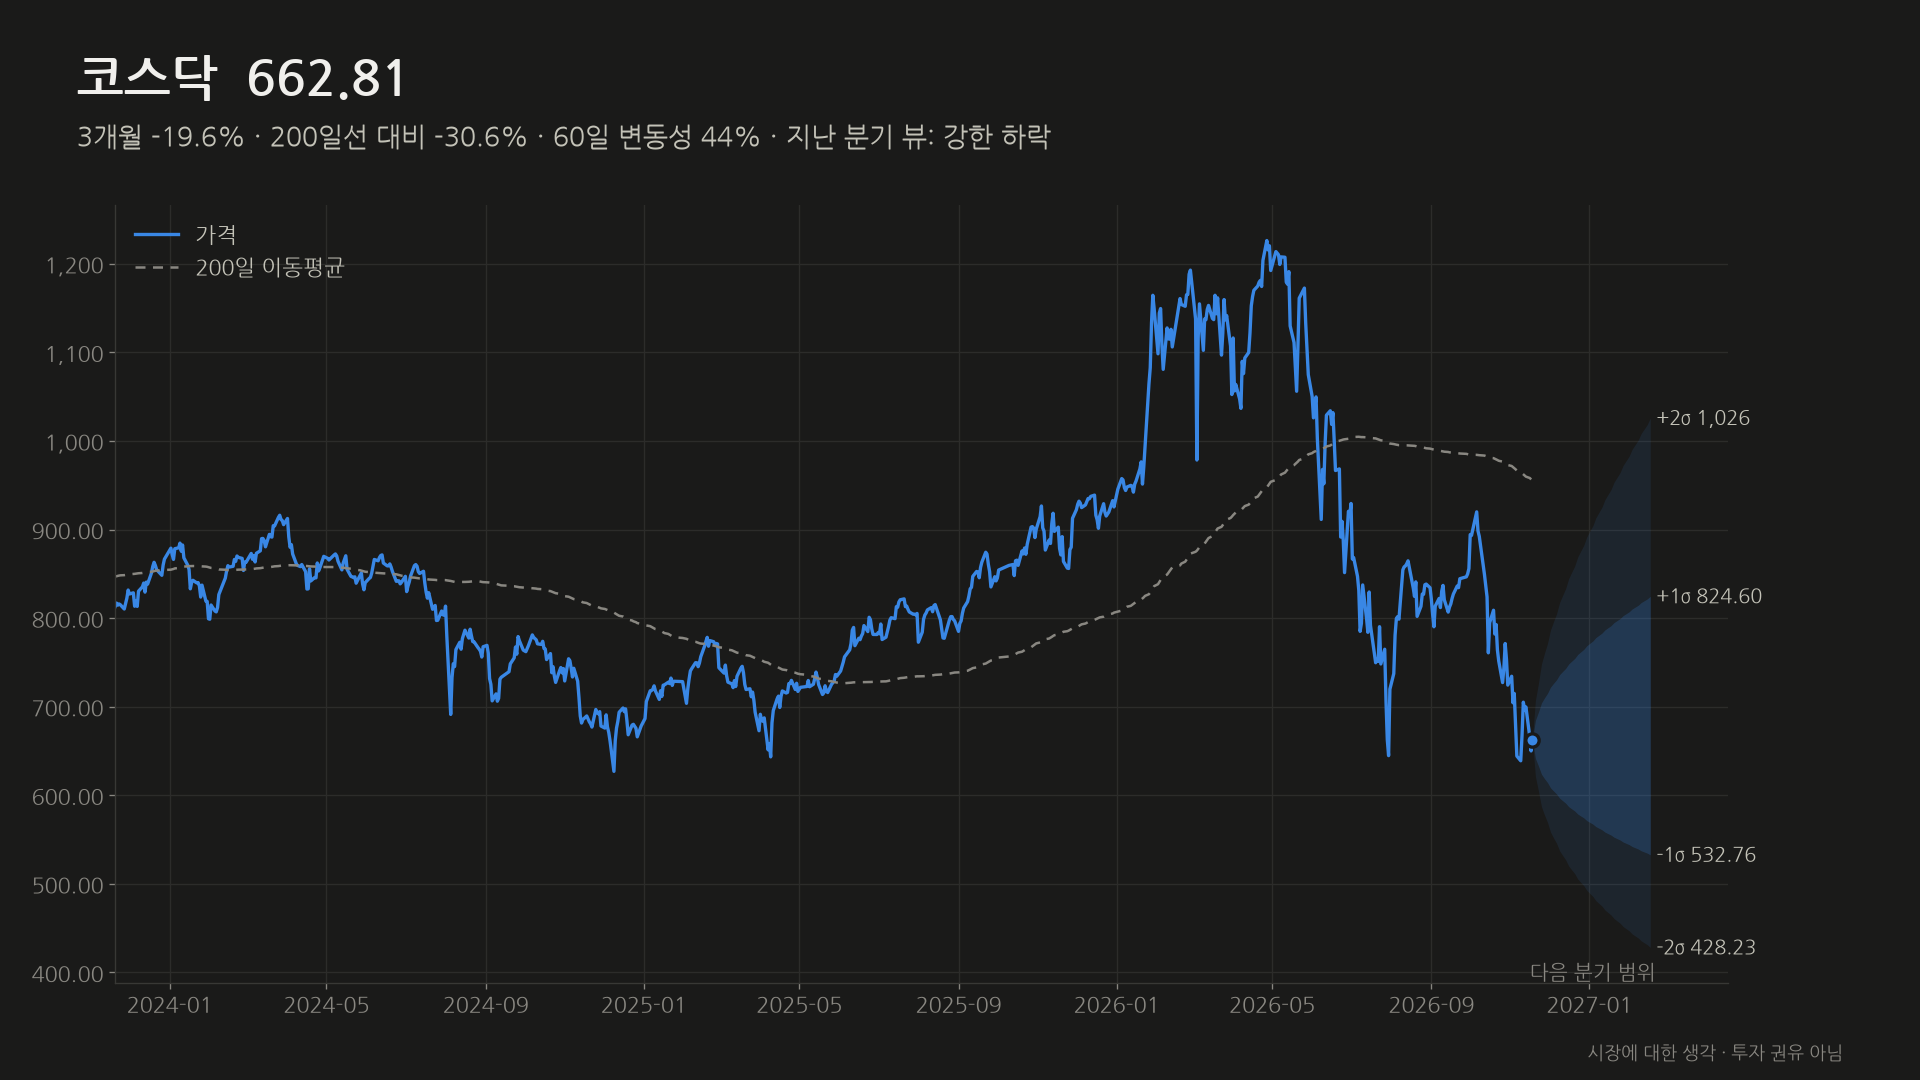 코스닥 662.81
3개월 -19.6% · 200일선 대비 -30.6% · 60일 변동성 44% · 지난 분기 뷰: 강한 하락
가격
200일 이동평균
1,200
1,100
1,000
900.00
800.00
700.00
600.00
500.00
400.00
+2σ 1,026
+1σ 824.60
-1σ 532.76
-2σ 428.23
다음 분기 범위
2024-01 2024-05 2024-09 2025-01 2025-05 2025-09 2026-01 2026-05 2026-09 2027-01
시장에 대한 생각 · 투자 권유 아님